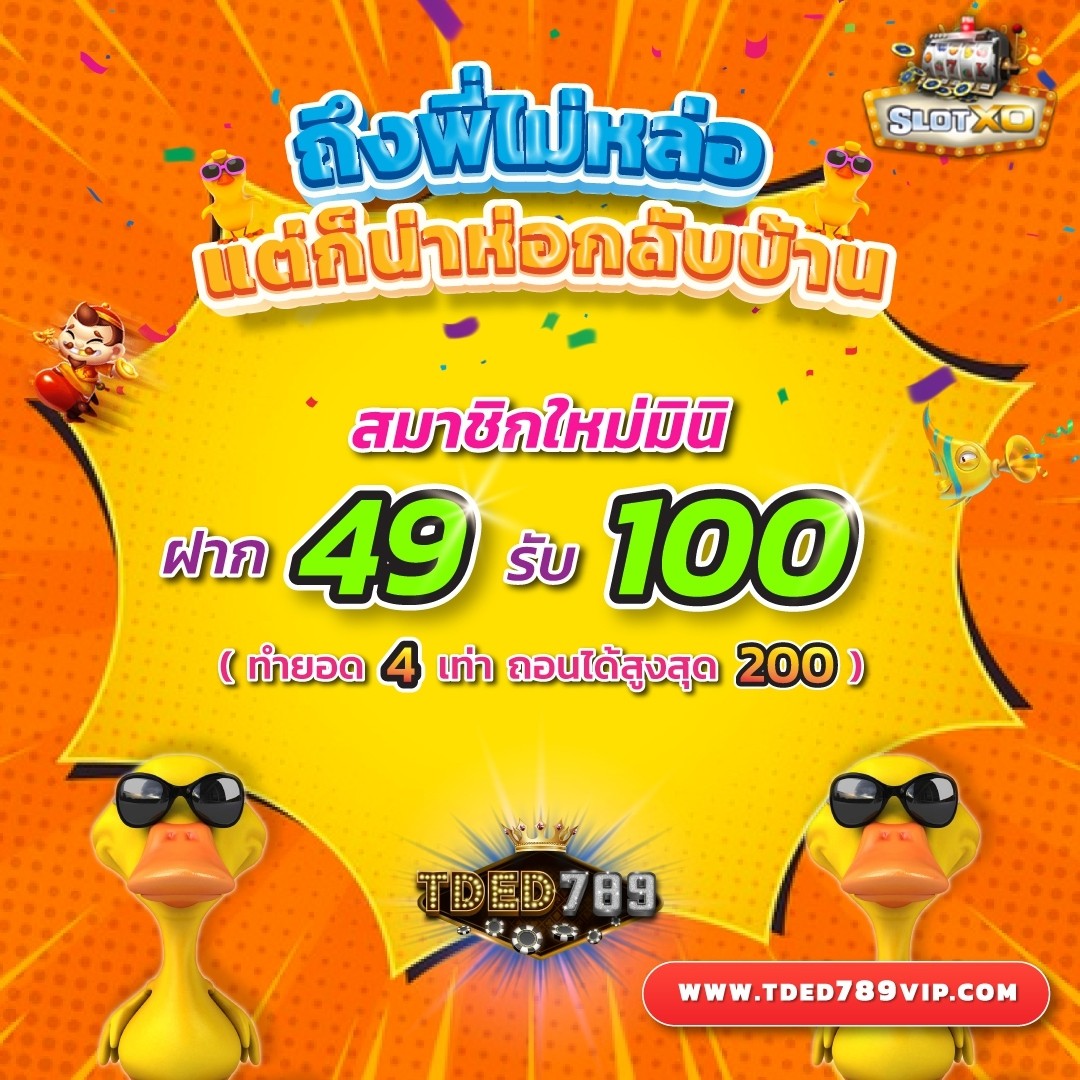 SLOTXO
ถึงพี่ไม่หล่อ
แต่ก็น่าห่อกลับบ้าน
สมาชิกใหม่มินิ
ฝาก 49 รับ 100
( ทำยอด 4 เท่า ถอนได้สูงสุด 200 )
TDED789
WWW.TDED789VIP.COM